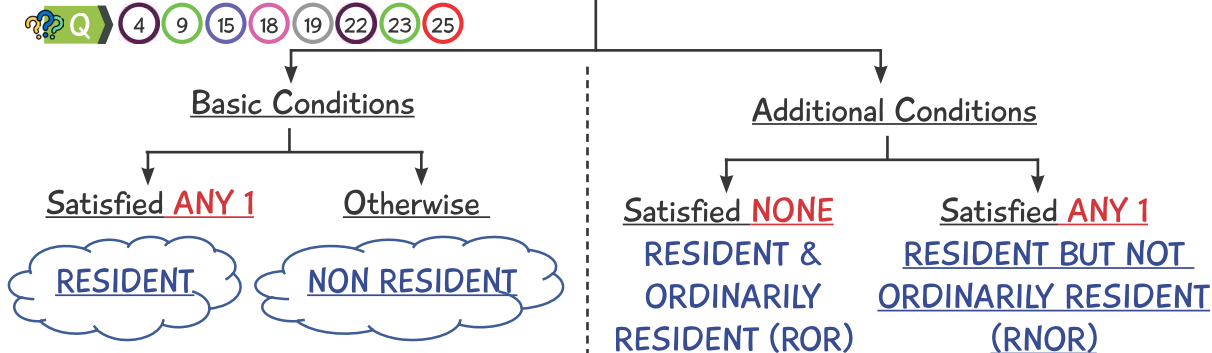 Q 4 9 15 18 19 22 23 25
Basic Conditions
Satisfied ANY 1
RESIDENT
Otherwise
NON RESIDENT
Additional Conditions
Satisfied NONE
RESIDENT &
ORDINARILY
RESIDENT (ROR)
Satisfied ANY 1
RESIDENT BUT NOT
ORDINARILY RESIDENT
(RNOR)